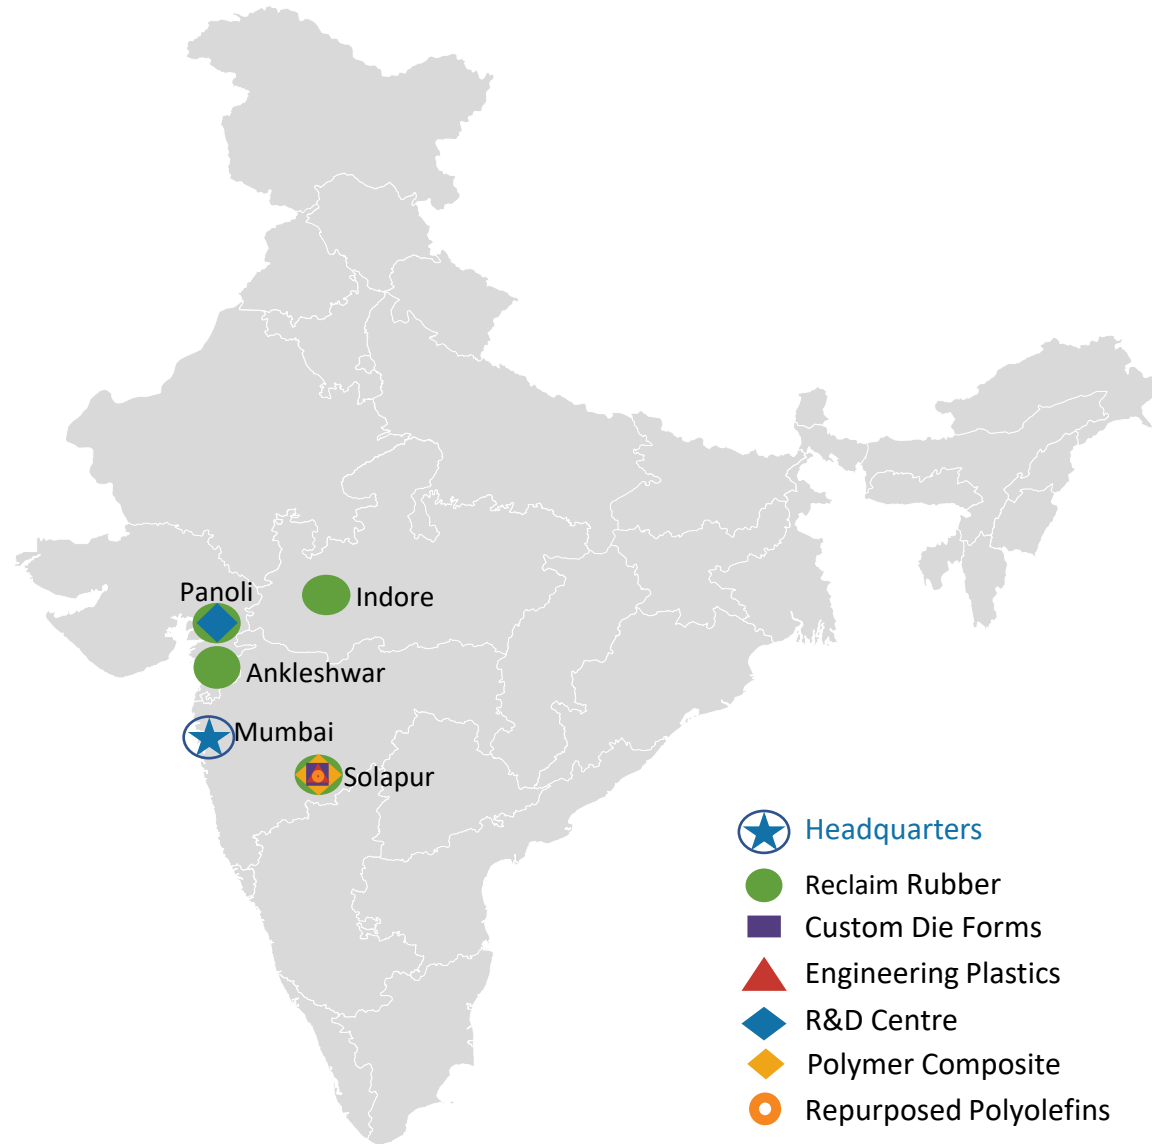 Panoli
Indore
Ankleshwar
Mumbai
Solapur
Headquarters
Reclaim Rubber
Custom Die Forms
Engineering Plastics
R&D Centre
Polymer Composite
Repurposed Polyolefins